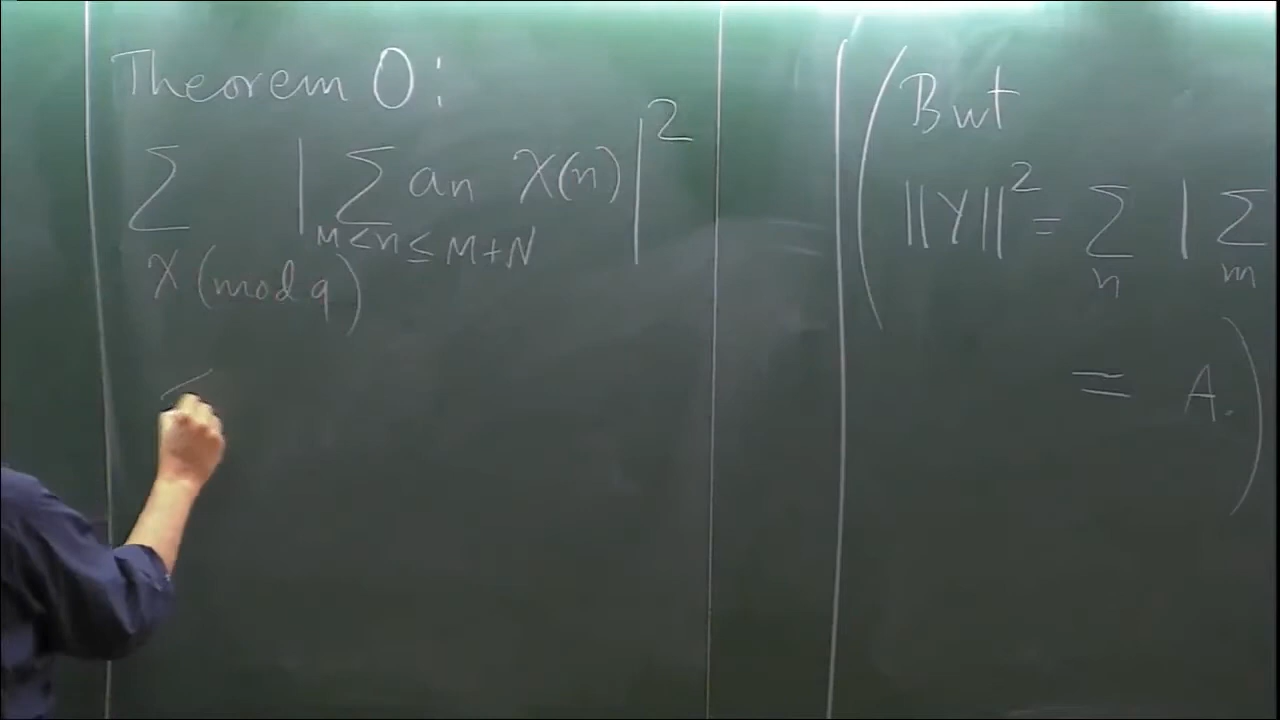 Theorem 0:
∑ | ∑ an χ(n) |²
M<n≤M+N
χ (mod q)
≤
( But
||Y||² = ∑ | ∑
n m
= A. )